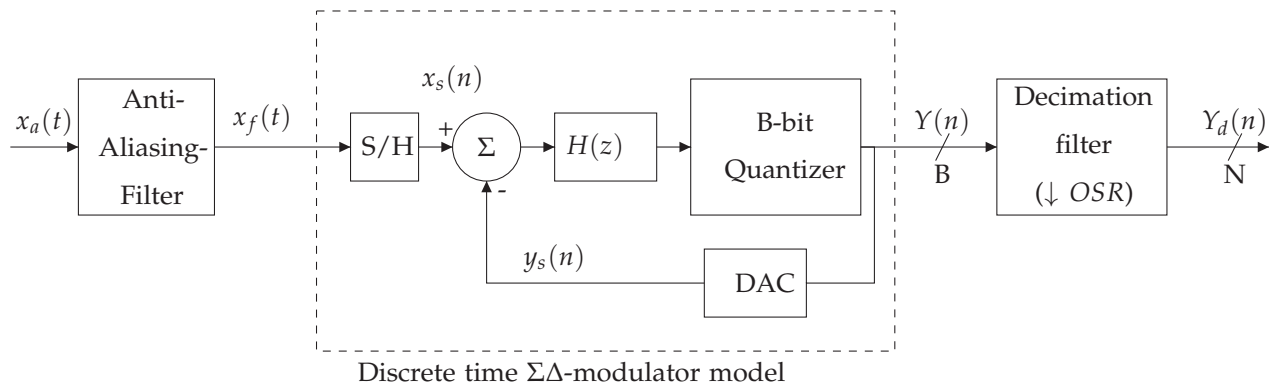 x_a(t)
Anti-
Aliasing-
Filter
x_f(t)
S/H
x_s(n)
+
Σ
-
H(z)
B-bit
Quantizer
y_s(n)
DAC
Y(n)
B
Decimation
filter
(↓ OSR)
Y_d(n)
N
Discrete time ΣΔ-modulator model